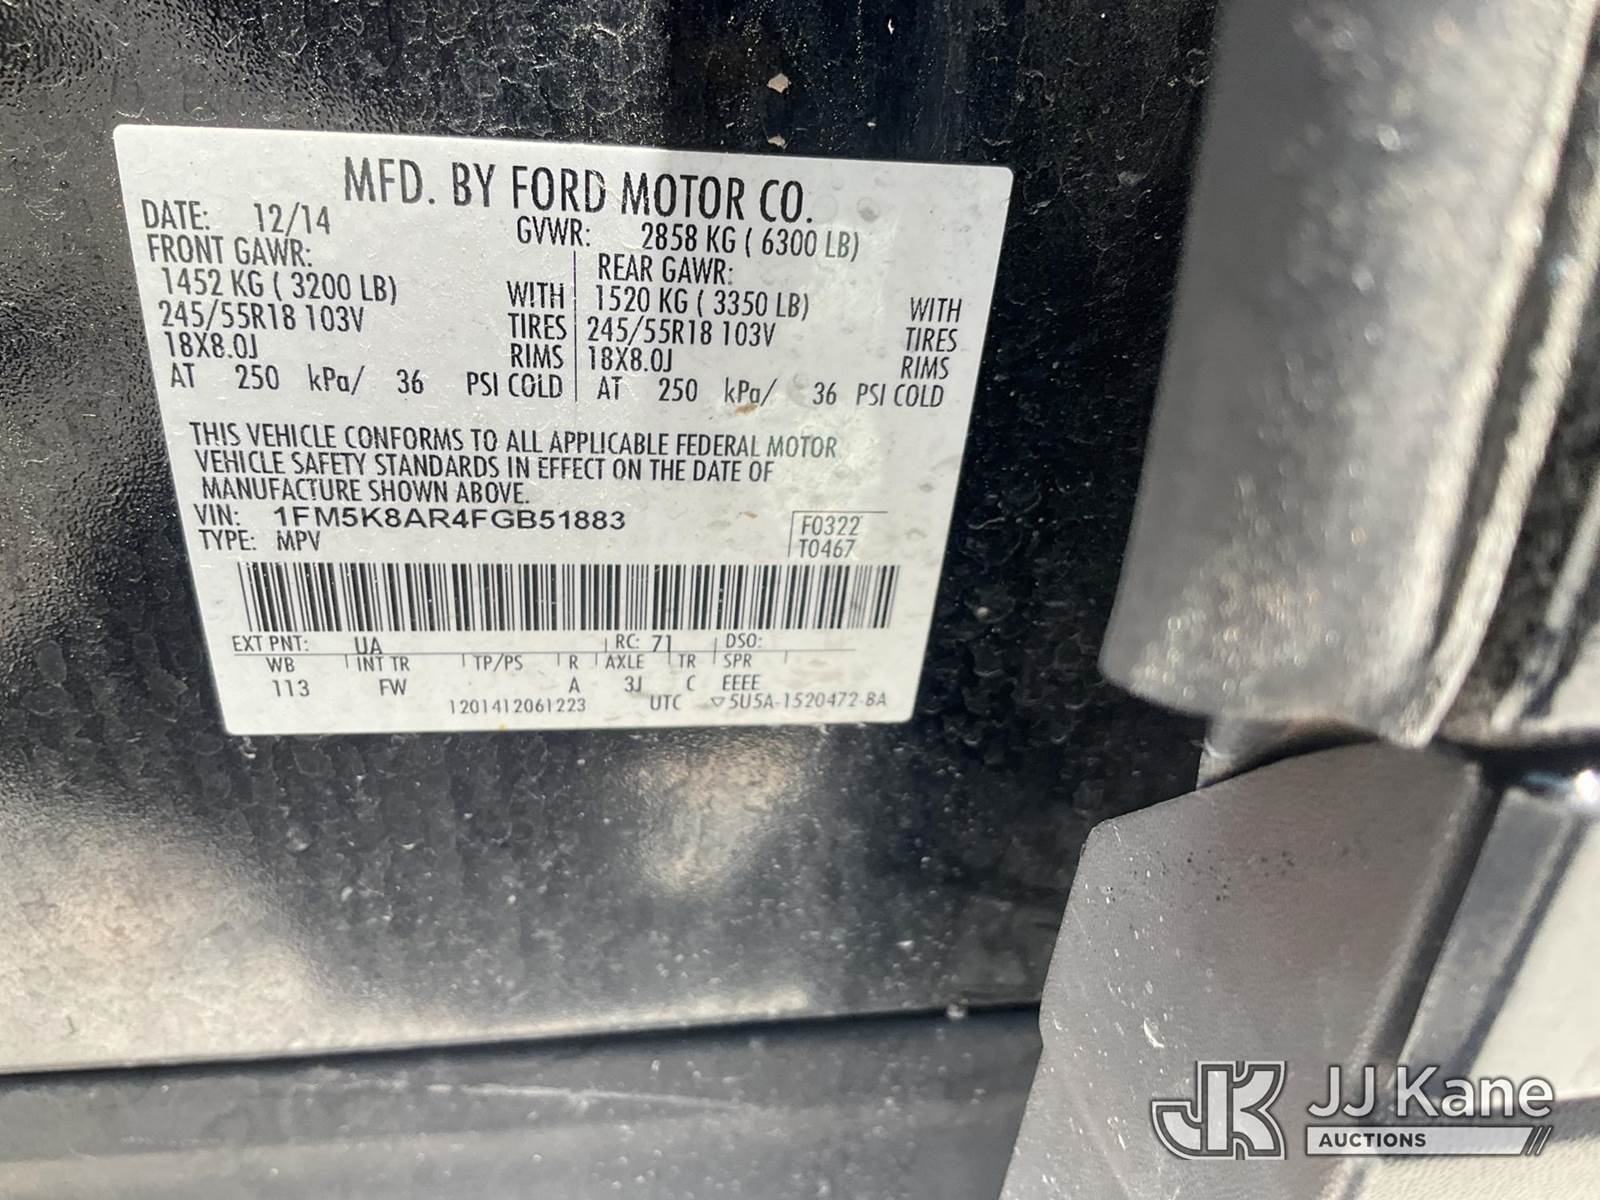 MFD. BY FORD MOTOR CO.
DATE: 12/14 GVWR: 2858 KG ( 6300 LB)
FRONT GAWR: REAR GAWR:
1452 KG ( 3200 LB) WITH 1520 KG ( 3350 LB) WITH
245/55R18 103V TIRES 245/55R18 103V TIRES
18X8.0J RIMS 18X8.0J RIMS
AT 250 kPa/ 36 PSI COLD AT 250 kPa/ 36 PSI COLD
THIS VEHICLE CONFORMS TO ALL APPLICABLE FEDERAL MOTOR
VEHICLE SAFETY STANDARDS IN EFFECT ON THE DATE OF
MANUFACTURE SHOWN ABOVE.
VIN: 1FM5K8AR4FGB51883 F0322
TYPE: MPV T0467
EXT PNT: UA RC: 71 DSO:
WB INT TR TP/PS R AXLE TR SPR
113 FW A 3J C EEEE
1201412061223 UTC ▽5U5A-1520472-BA
JK JJ Kane
AUCTIONS